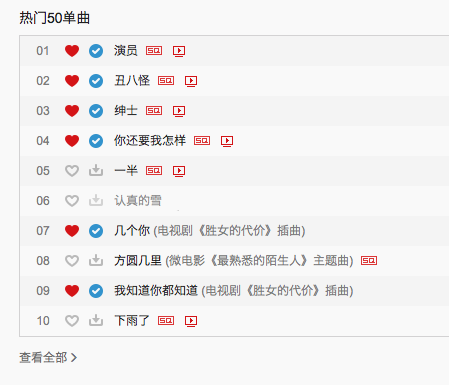 热门50单曲
01 演员 SQ
02 丑八怪 SQ
03 绅士 SQ
04 你还要我怎样 SQ
05 一半 SQ
06 认真的雪
07 几个你 (电视剧《胜女的代价》插曲)
08 方圆几里 (微电影《最熟悉的陌生人》主题曲) SQ
09 我知道你都知道 (电视剧《胜女的代价》插曲)
10 下雨了 SQ
查看全部